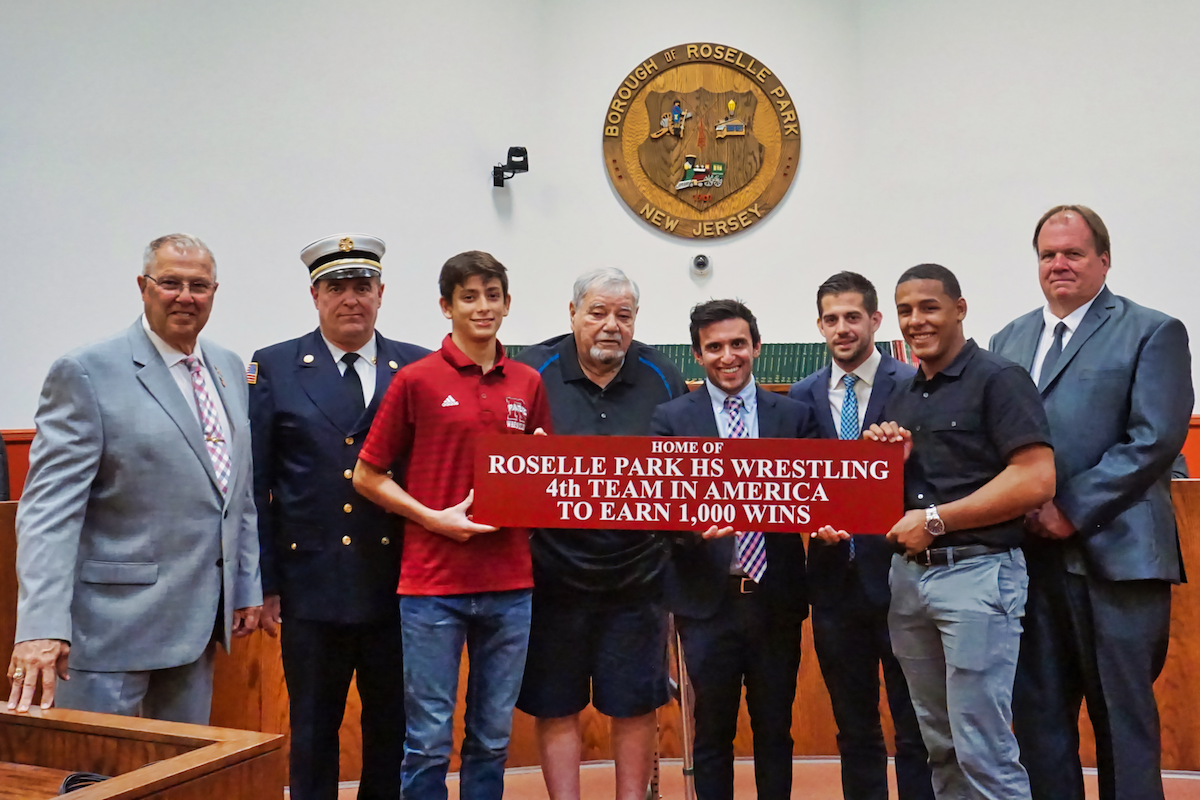 BOROUGH OF ROSELLE PARK
NEW JERSEY
HOME OF
ROSELLE PARK HS WRESTLING
4th TEAM IN AMERICA
TO EARN 1,000 WINS